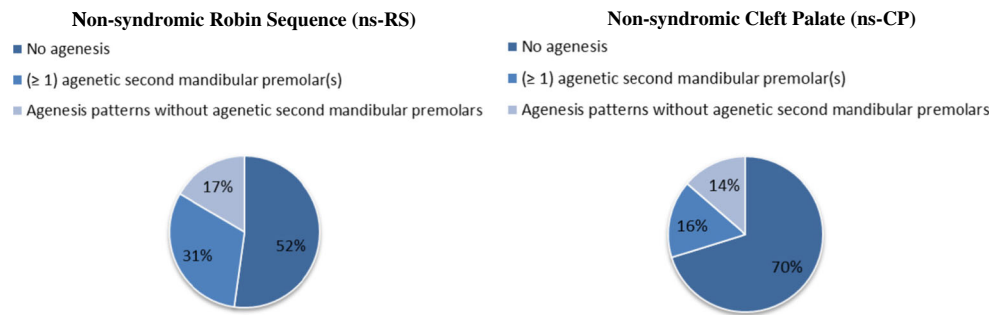 Non-syndromic Robin Sequence (ns-RS)
No agenesis
(≥ 1) agenetic second mandibular premolar(s)
Agenesis patterns without agenetic second mandibular premolars
17%
31%
52%
Non-syndromic Cleft Palate (ns-CP)
No agenesis
(≥ 1) agenetic second mandibular premolar(s)
Agenesis patterns without agenetic second mandibular premolars
14%
16%
70%